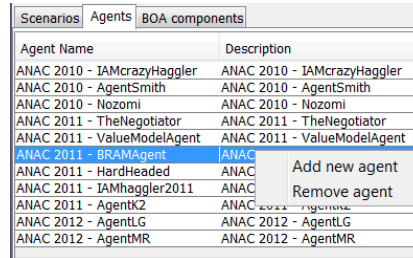 Scenarios Agents BOA components
Agent Name Description
ANAC 2010 - IAMcrazyHaggler ANAC 2010 - IAMcrazyHaggler
ANAC 2010 - AgentSmith ANAC 2010 - AgentSmith
ANAC 2010 - Nozomi ANAC 2010 - Nozomi
ANAC 2011 - TheNegotiator ANAC 2011 - TheNegotiator
ANAC 2011 - ValueModelAgent ANAC 2011 - ValueModelAgent
ANAC 2011 - BRAMAgent ANAC
ANAC 2011 - HardHeaded ANAC
Add new agent
ANAC 2011 - IAMhaggler2011 ANAC
Remove agent
ANAC 2011 - AgentK2 ANAC 2011 - AgentK2
ANAC 2012 - AgentLG ANAC 2012 - AgentLG
ANAC 2012 - AgentMR ANAC 2012 - AgentMR